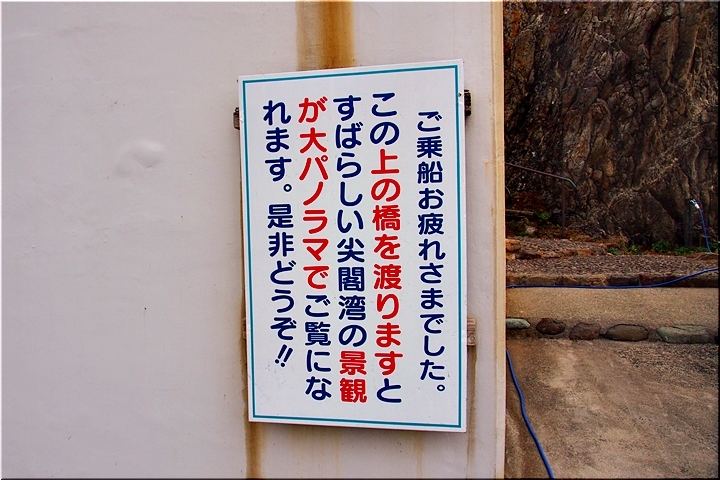 ご乗船お疲れさまでした。
この上の橋を渡りますと
すばらしい尖閣湾の景観
が大パノラマでご覧にな
れます。是非どうぞ!!